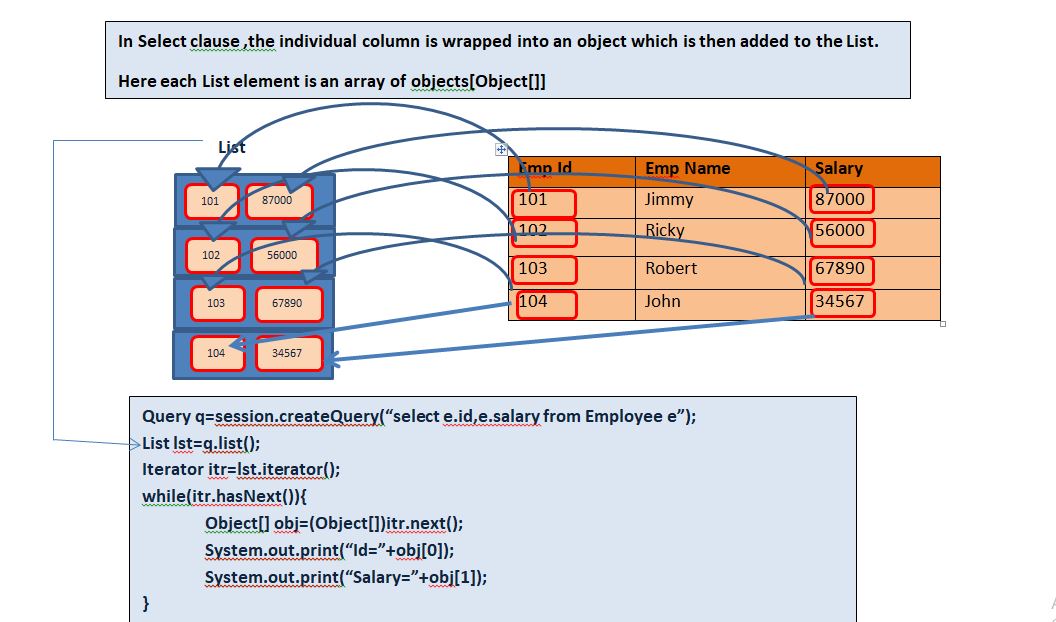 In Select clause ,the individual column is wrapped into an object which is then added to the List.
Here each List element is an array of objects[Object[]]
List
101 87000
102 56000
103 67890
104 34567
Emp Id Emp Name Salary
101 Jimmy 87000
102 Ricky 56000
103 Robert 67890
104 John 34567
Query q=session.createQuery(“select e.id,e.salary from Employee e”);
List lst=q.list();
Iterator itr=lst.iterator();
while(itr.hasNext()){
Object[] obj=(Object[])itr.next();
System.out.print(“Id=”+obj[0]);
System.out.print(“Salary=”+obj[1]);
}